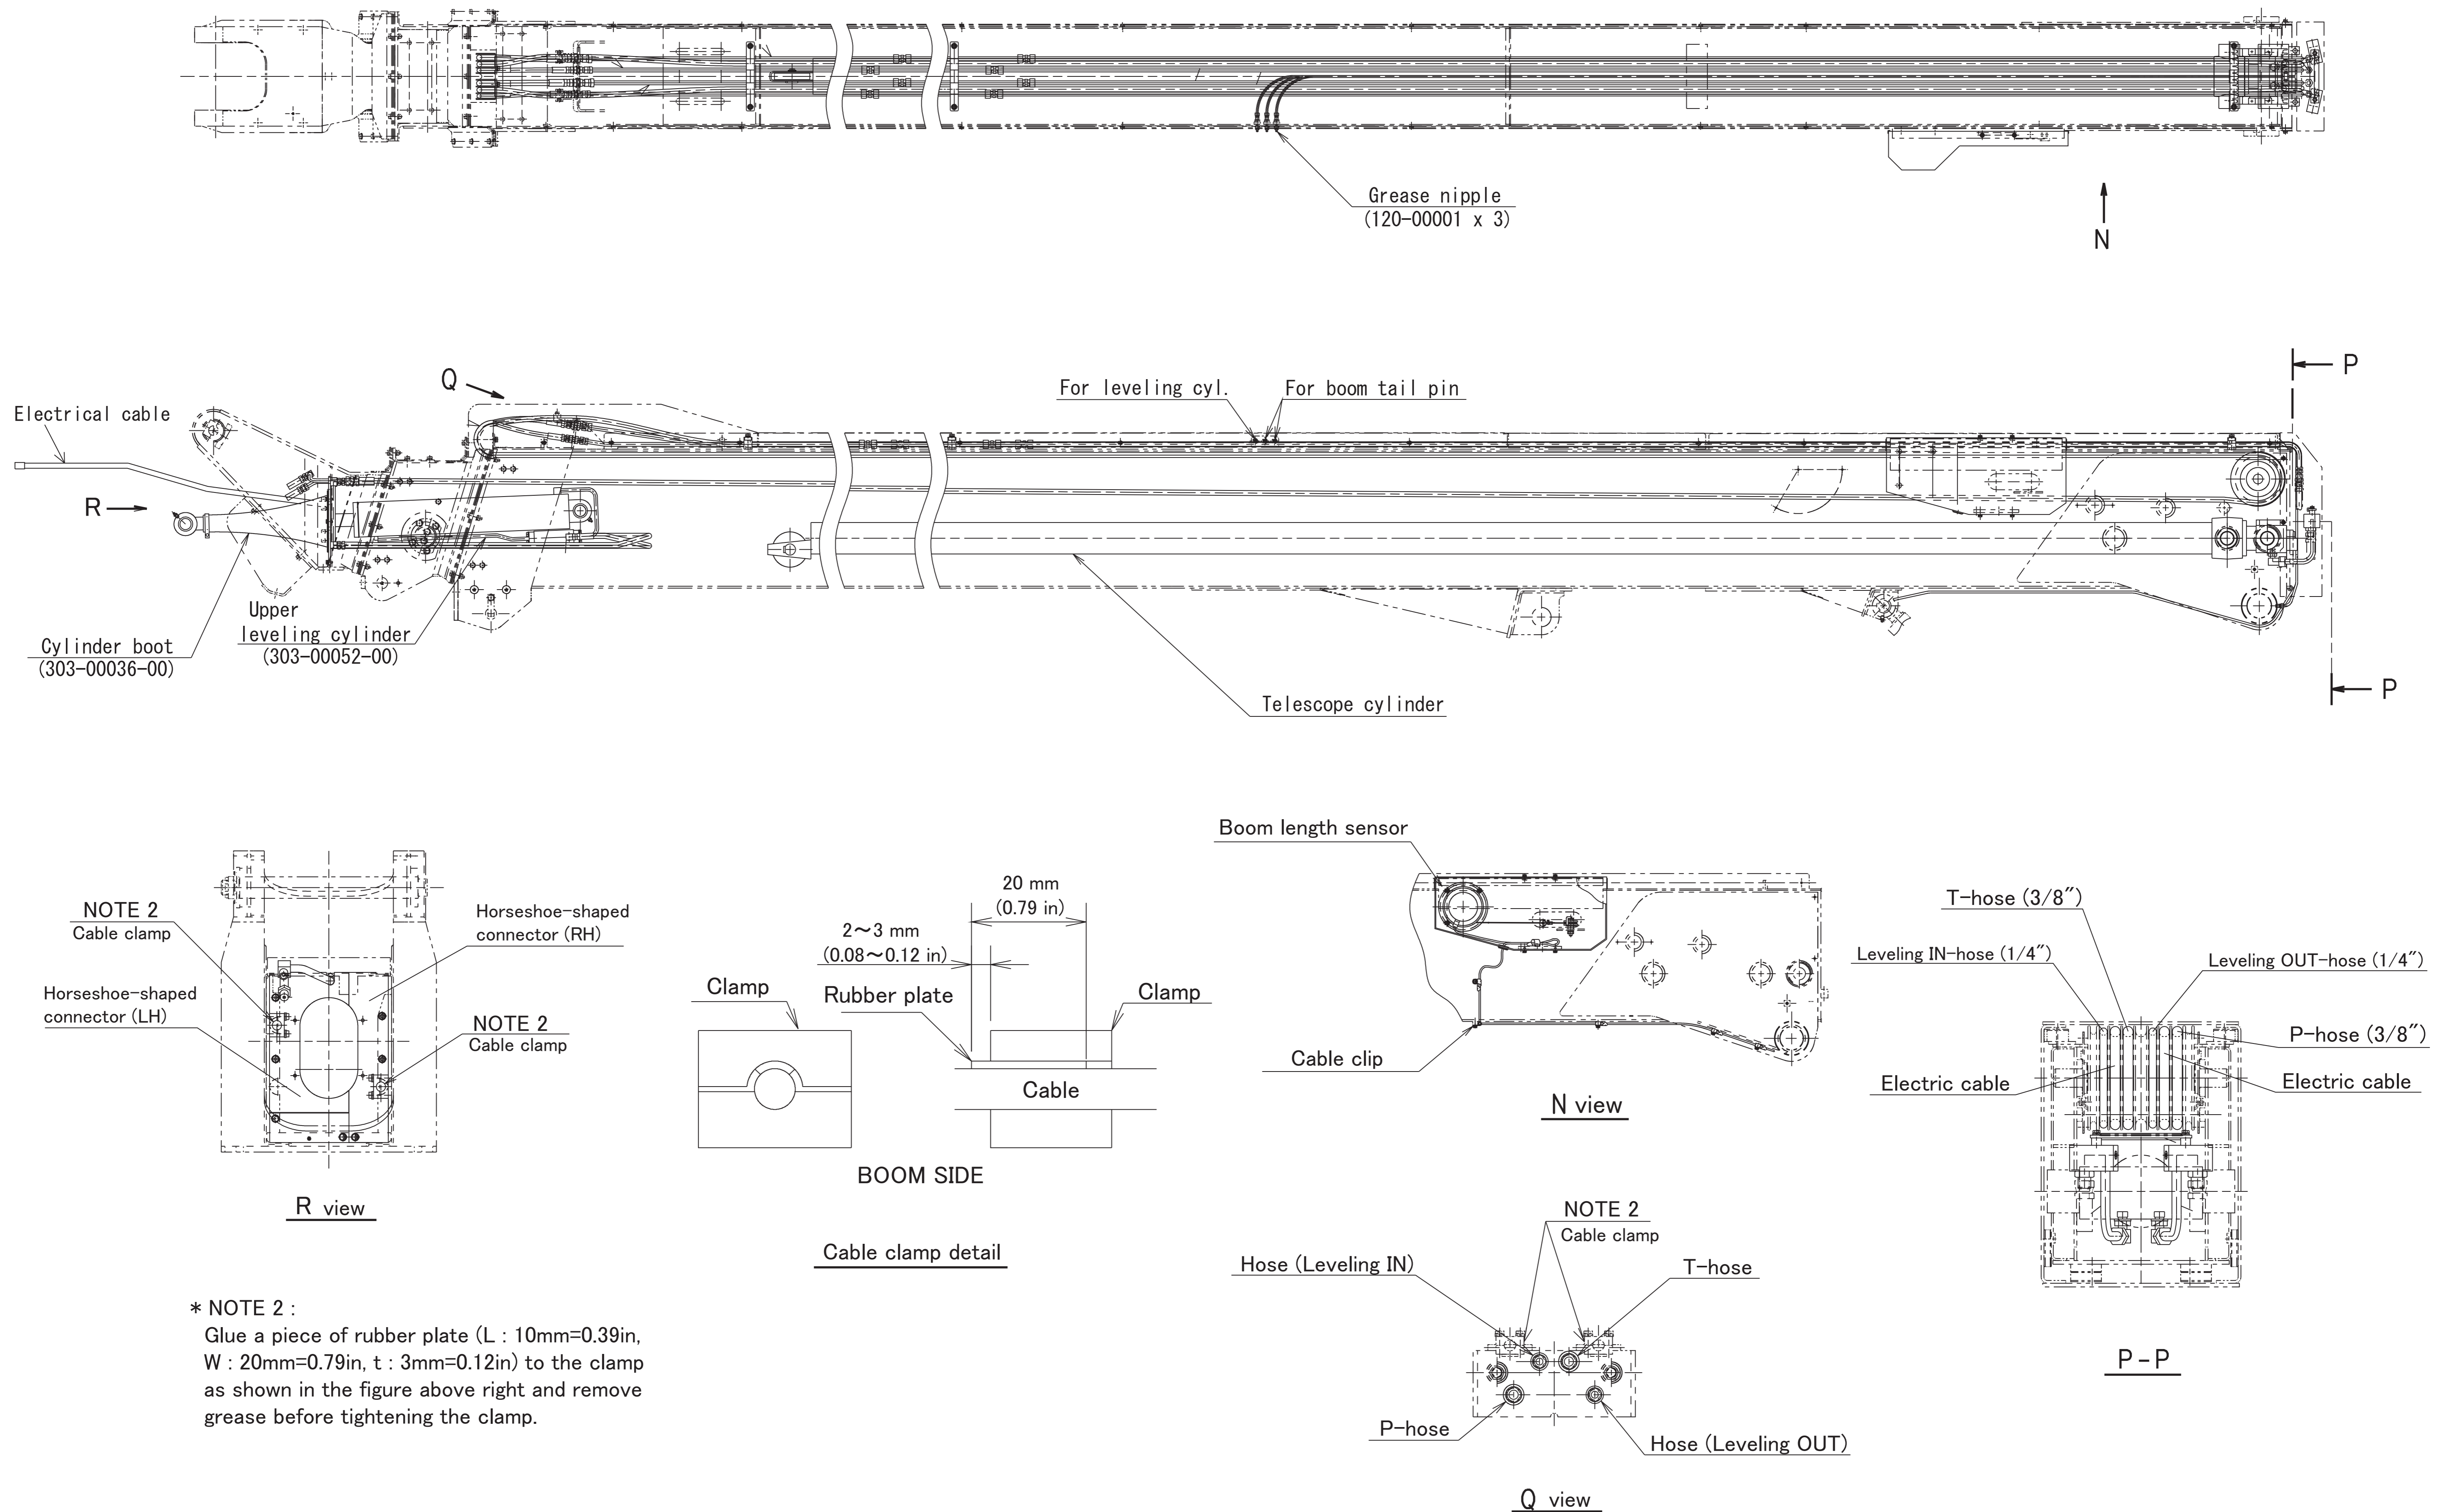 Grease nipple
(120-00001 x 3)
N
Q
For leveling cyl.
For boom tail pin
P
Electrical cable
R
Upper
leveling cylinder
(303-00052-00)
Cylinder boot
(303-00036-00)
Telescope cylinder
P
NOTE 2
Cable clamp
Horseshoe-shaped
connector (RH)
Horseshoe-shaped
connector (LH)
NOTE 2
Cable clamp
R view
20 mm
(0.79 in)
2～3 mm
(0.08～0.12 in)
Clamp
Rubber plate
Clamp
Cable
BOOM SIDE
Cable clamp detail
Boom length sensor
Cable clip
N view
T-hose (3/8″)
Leveling IN-hose (1/4″)
Leveling OUT-hose (1/4″)
P-hose (3/8″)
Electric cable
Electric cable
P-P
NOTE 2
Cable clamp
Hose (Leveling IN)
T-hose
P-hose
Hose (Leveling OUT)
Q view
* NOTE 2 :
Glue a piece of rubber plate (L : 10mm=0.39in,
W : 20mm=0.79in, t : 3mm=0.12in) to the clamp
as shown in the figure above right and remove
grease before tightening the clamp.